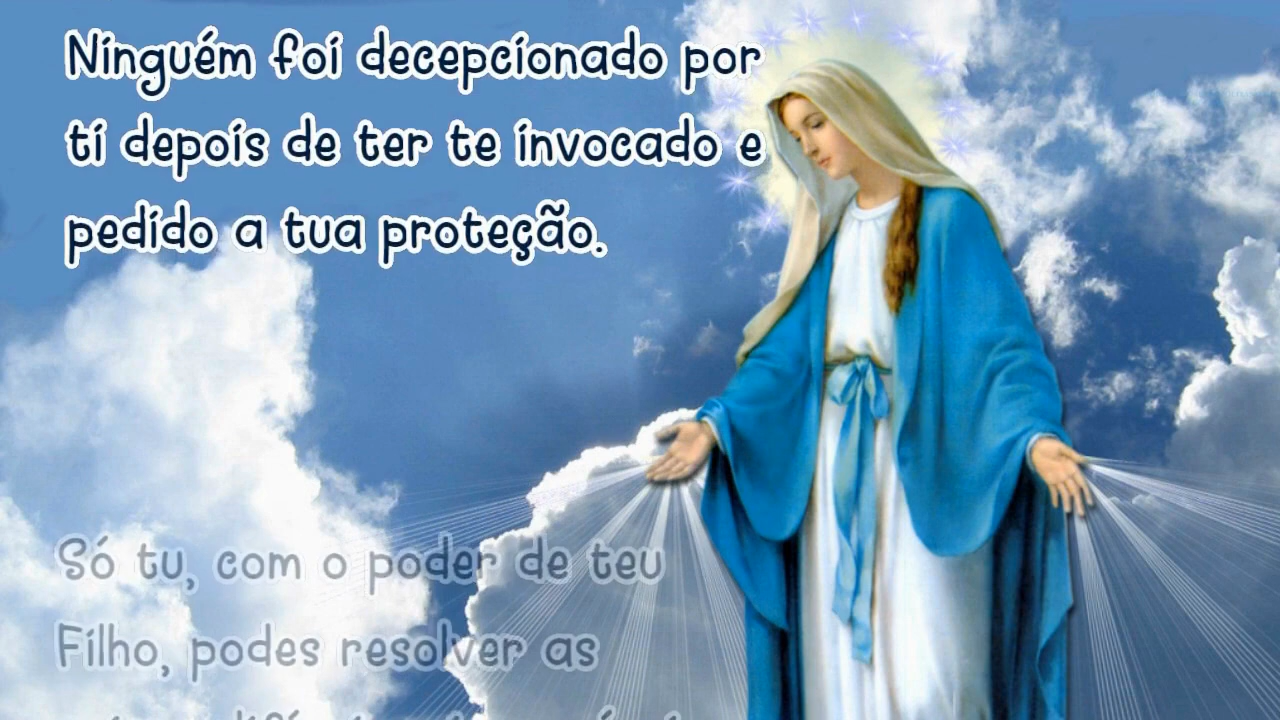 Ninguém foi decepcionado por
ti depois de ter te invocado e
pedido a tua proteção.
Só tu, com o poder de teu
Filho, podes resolver as